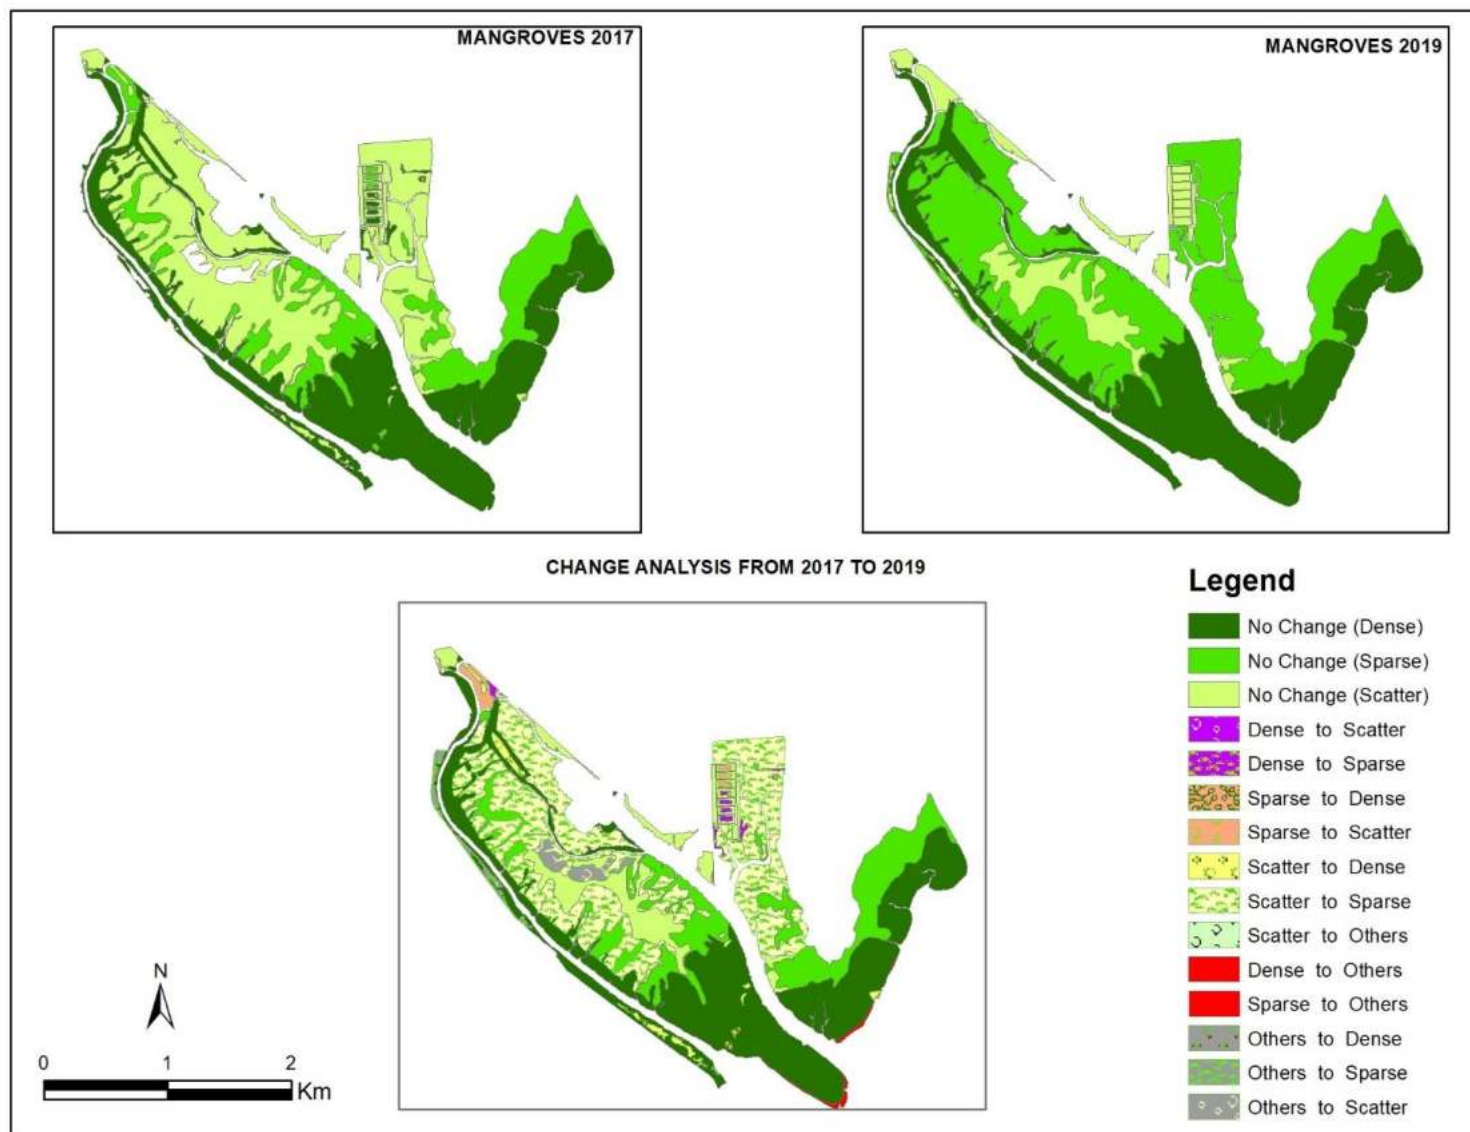 MANGROVES 2017
MANGROVES 2019
CHANGE ANALYSIS FROM 2017 TO 2019
Legend
No Change (Dense)
No Change (Sparse)
No Change (Scatter)
Dense to Scatter
Dense to Sparse
Sparse to Dense
Sparse to Scatter
Scatter to Dense
Scatter to Sparse
Scatter to Others
Dense to Others
Sparse to Others
Others to Dense
Others to Sparse
Others to Scatter
N
0 1 2
Km